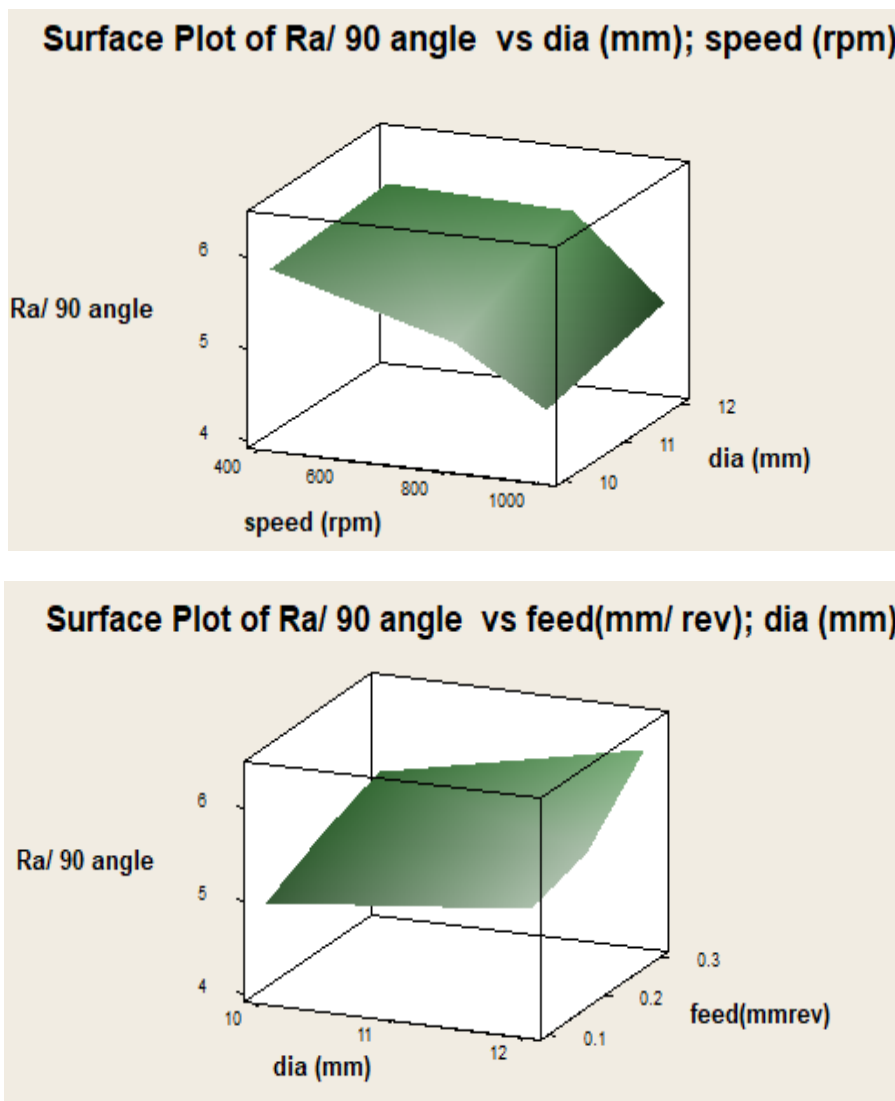 Surface Plot of Ra/ 90 angle vs dia (mm); speed (rpm)
6
Ra/ 90 angle
5
4
12
11
dia (mm)
10
400
600
800
1000
speed (rpm)
Surface Plot of Ra/ 90 angle vs feed(mm/ rev); dia (mm)
6
Ra/ 90 angle
5
4
0.3
0.2
feed(mmrev)
0.1
10
11
12
dia (mm)